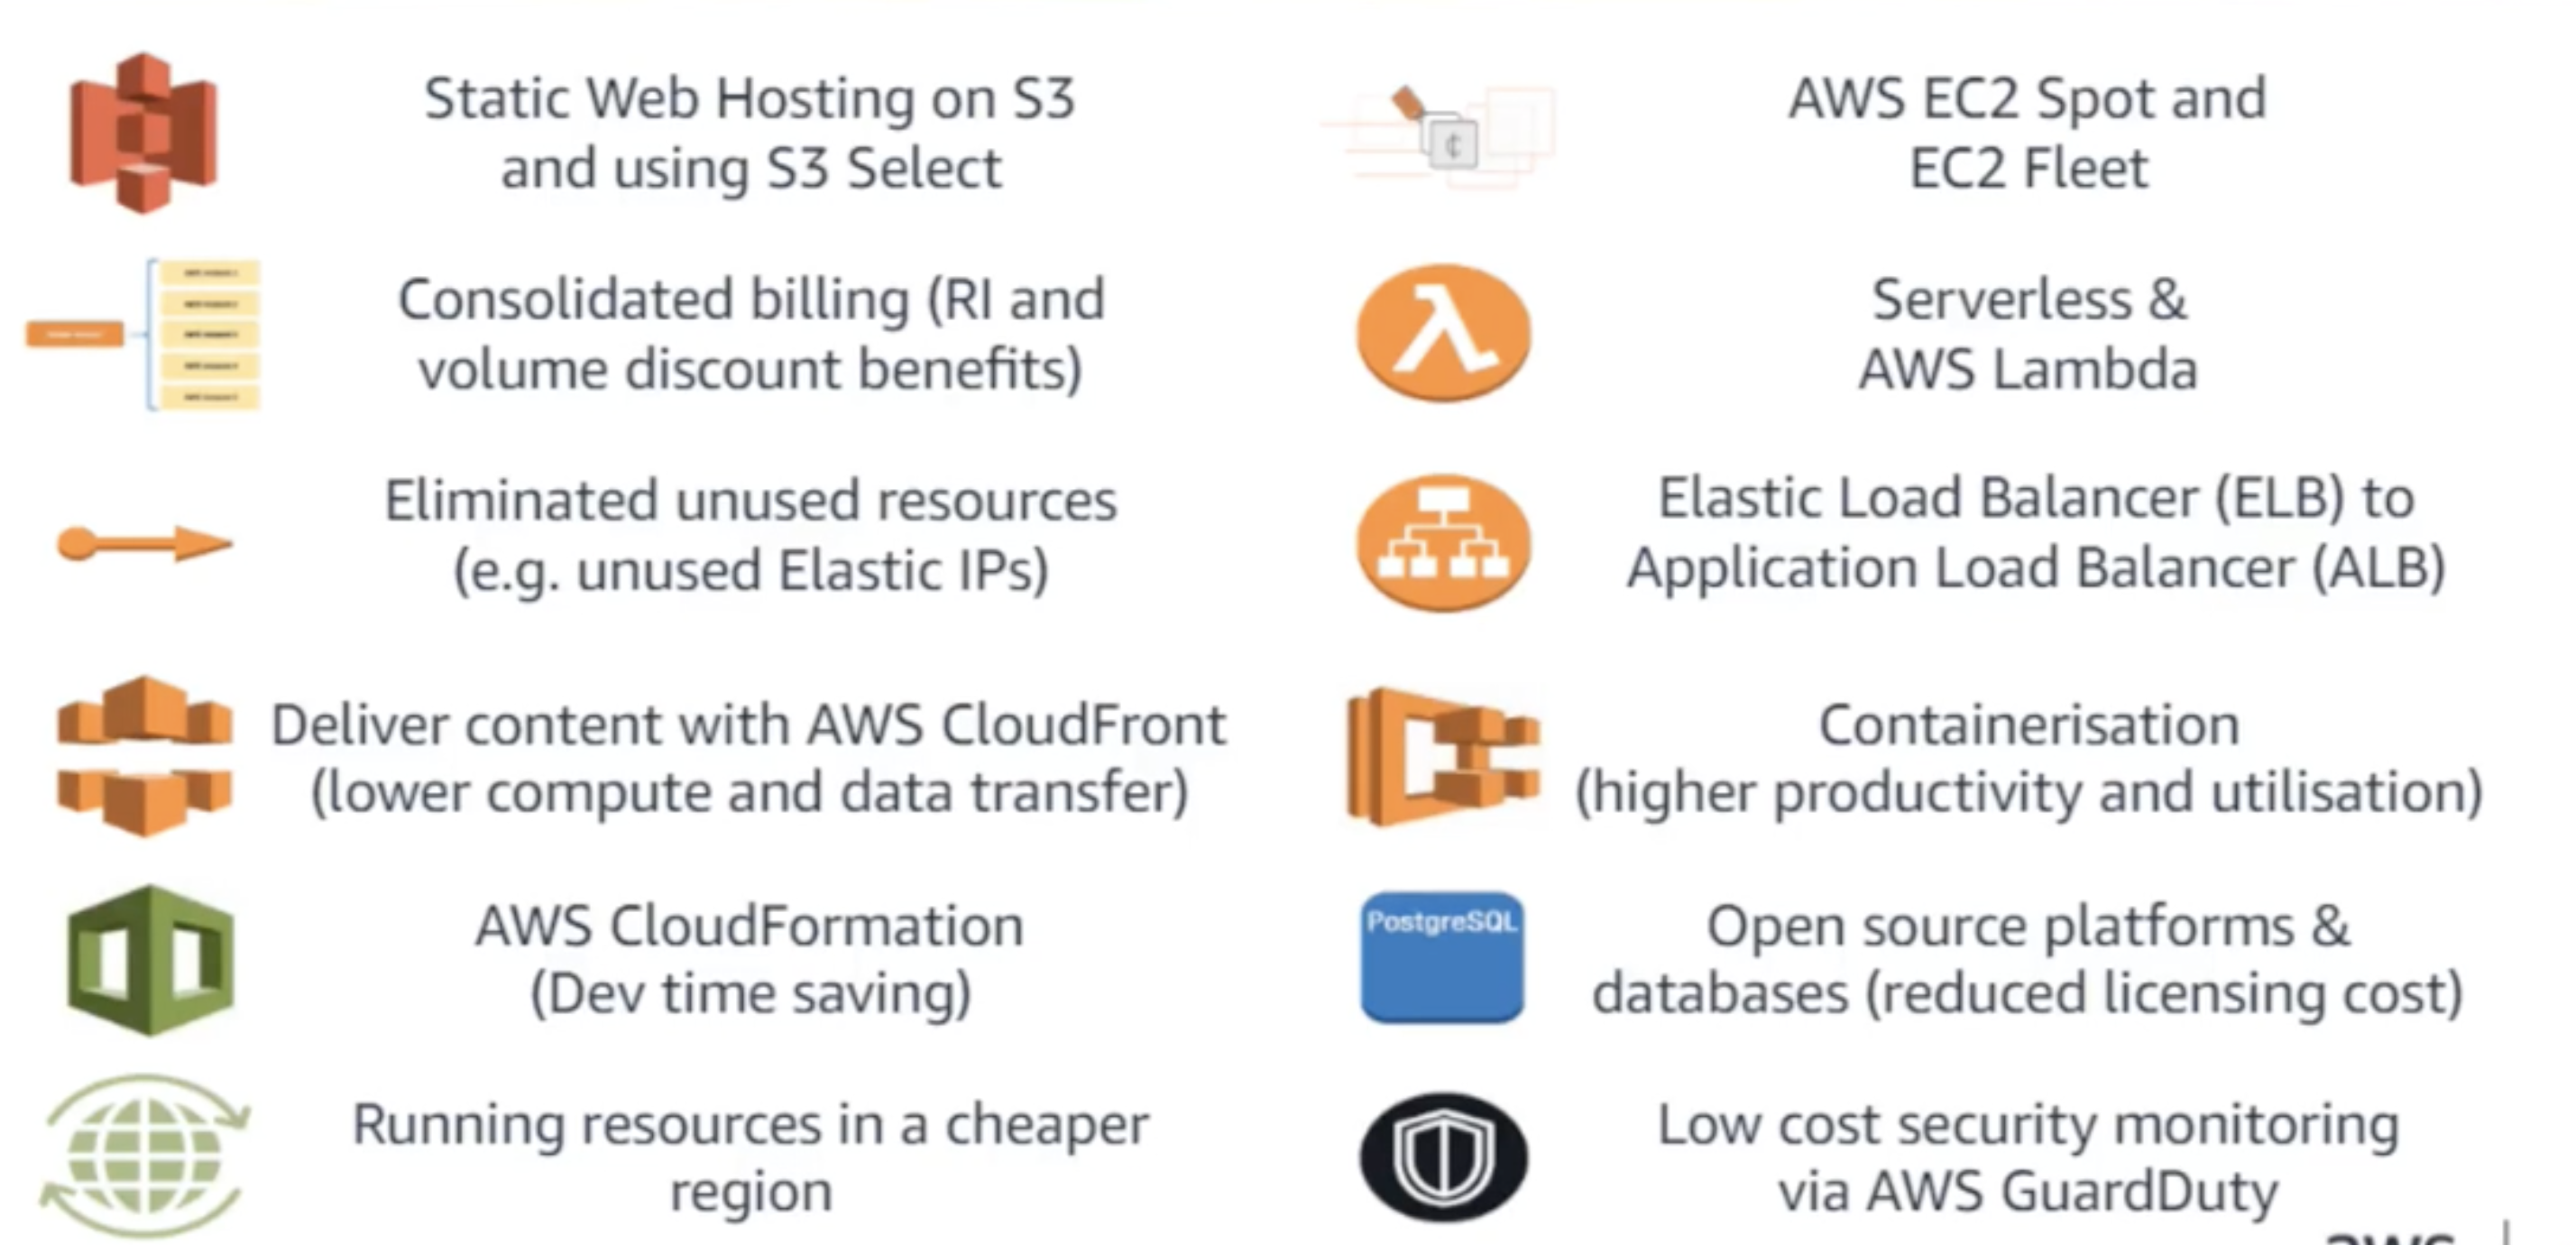 Static Web Hosting on S3
and using S3 Select
Consolidated billing (RI and
volume discount benefits)
Eliminated unused resources
(e.g. unused Elastic IPs)
Deliver content with AWS CloudFront
(lower compute and data transfer)
AWS CloudFormation
(Dev time saving)
Running resources in a cheaper
region
AWS EC2 Spot and
EC2 Fleet
Serverless &
AWS Lambda
Elastic Load Balancer (ELB) to
Application Load Balancer (ALB)
Containerisation
(higher productivity and utilisation)
PostgreSQL
Open source platforms &
databases (reduced licensing cost)
Low cost security monitoring
via AWS GuardDuty
aws